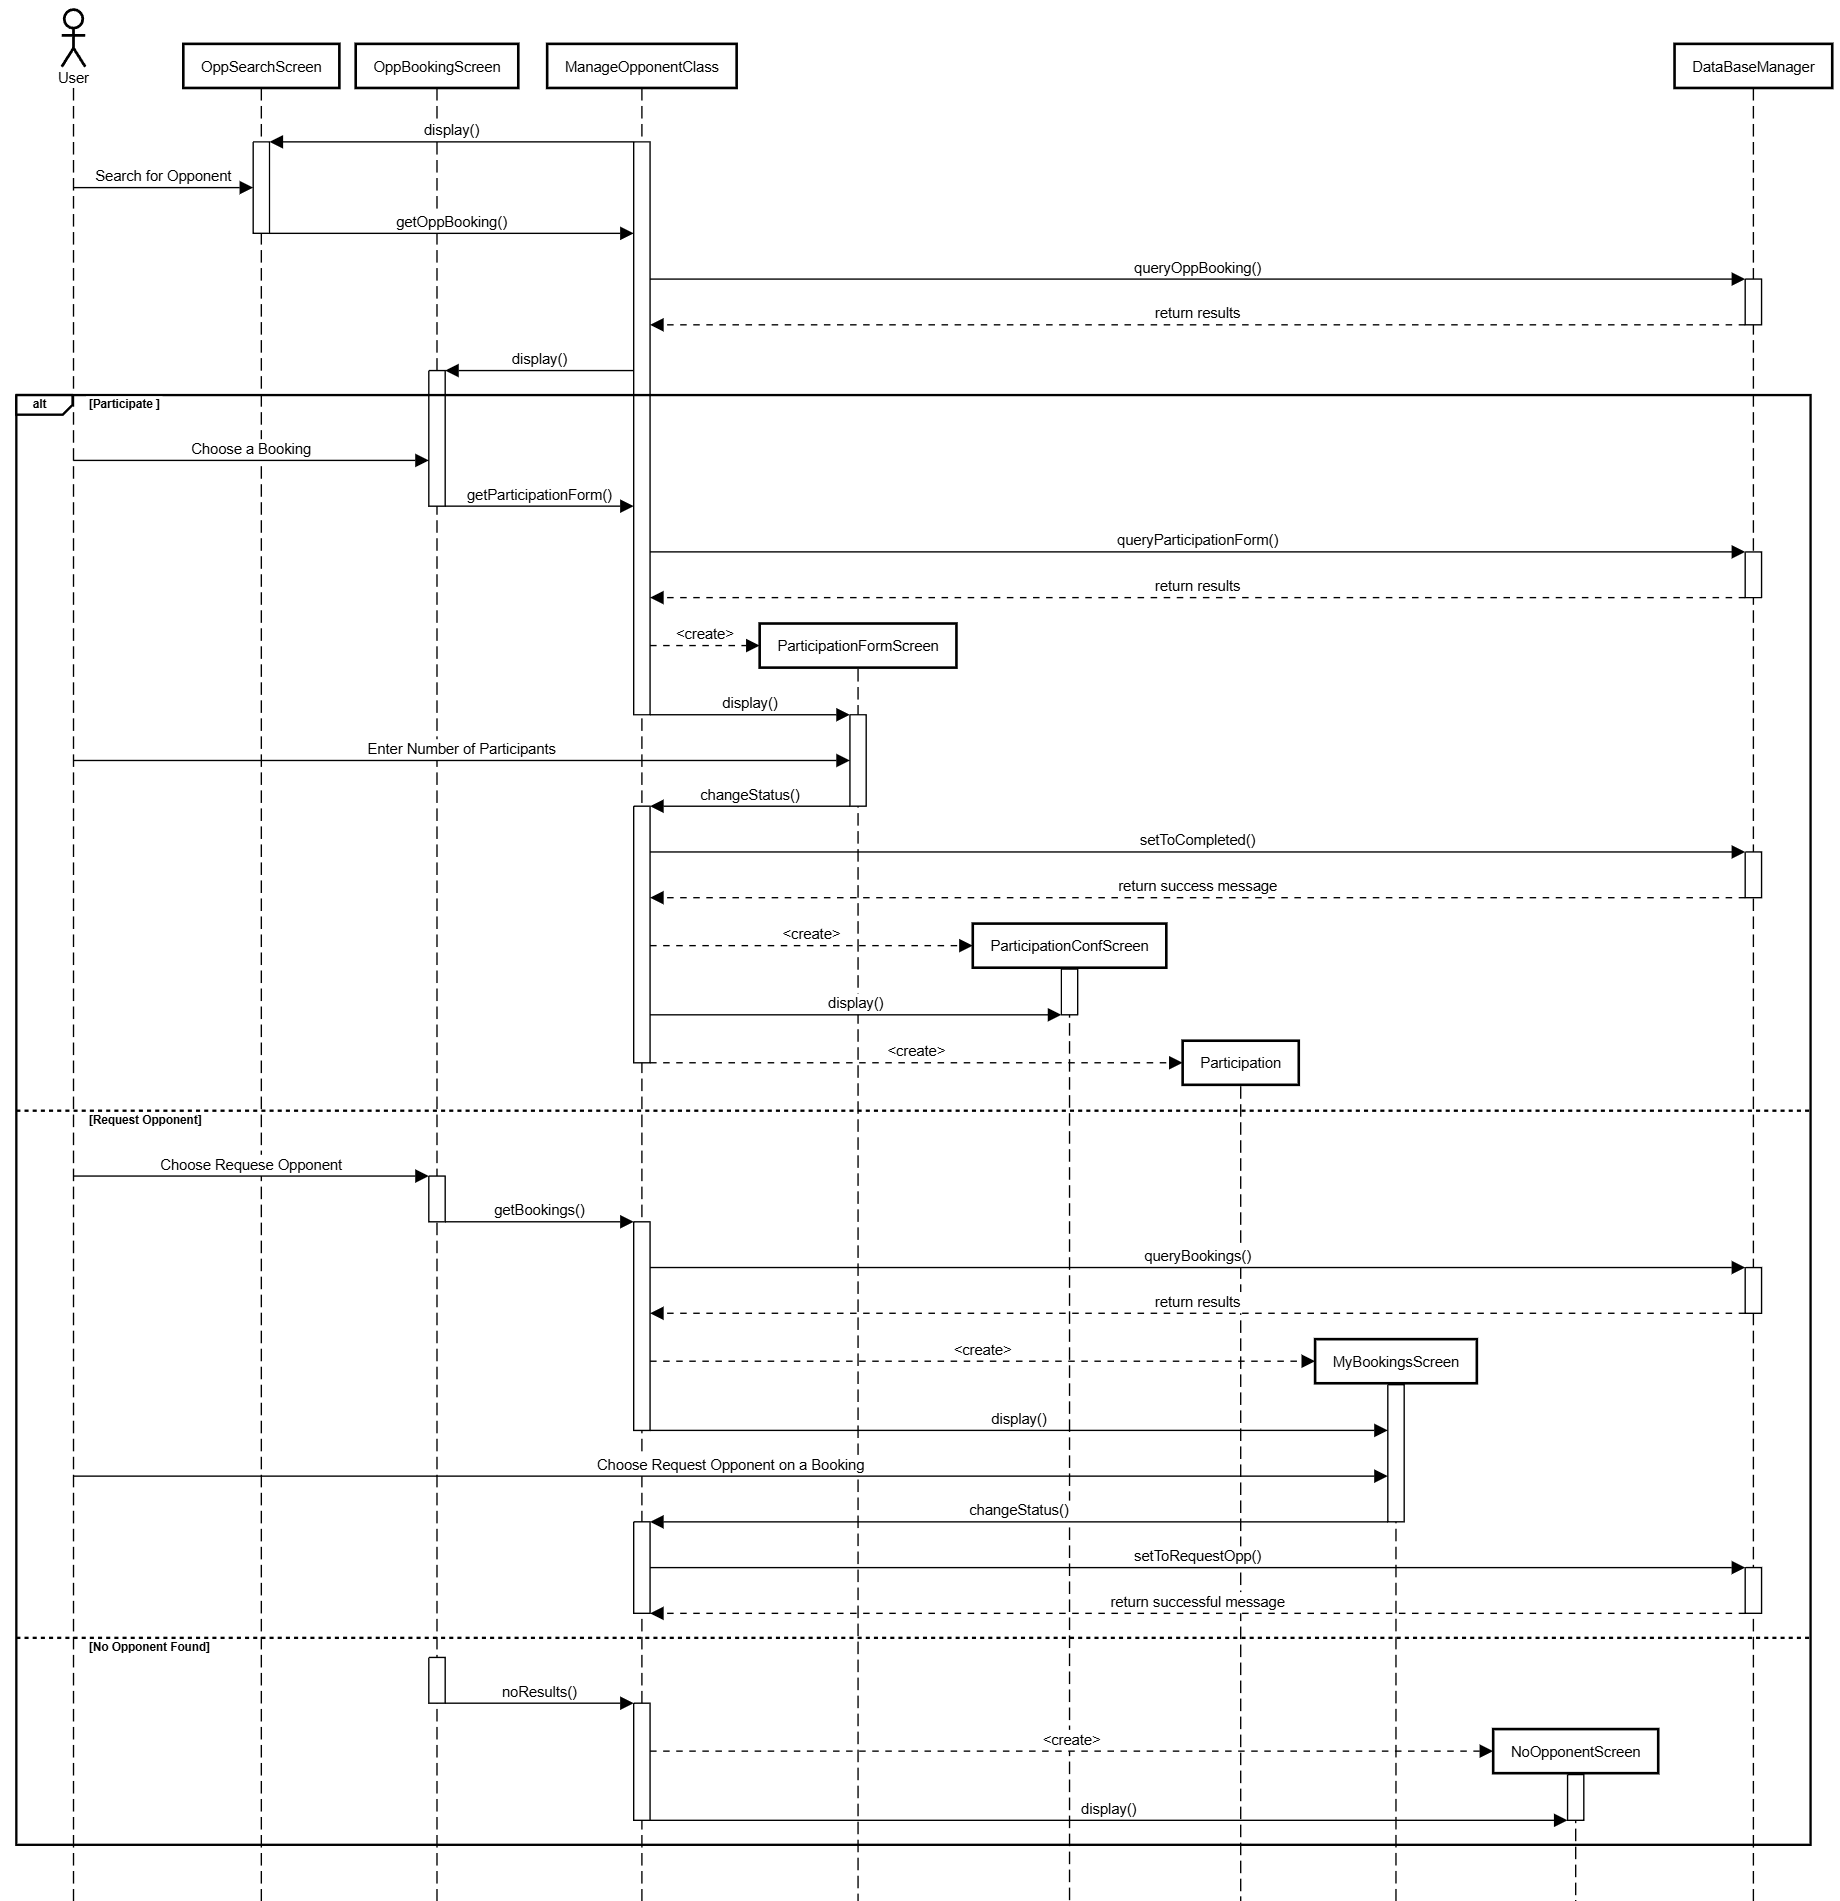 User
OppSearchScreen
OppBookingScreen
ManageOpponentClass
DataBaseManager
display()
Search for Opponent
getOppBooking()
queryOppBooking()
return results
display()
alt
[Participate ]
Choose a Booking
getParticipationForm()
queryParticipationForm()
return results
<create>
ParticipationFormScreen
display()
Enter Number of Participants
changeStatus()
setToCompleted()
return success message
<create>
ParticipationConfScreen
display()
<create>
Participation
[Request Opponent]
Choose Requese Opponent
getBookings()
queryBookings()
return results
<create>
MyBookingsScreen
display()
Choose Request Opponent on a Booking
changeStatus()
setToRequestOpp()
return successful message
[No Opponent Found]
noResults()
<create>
NoOpponentScreen
display()